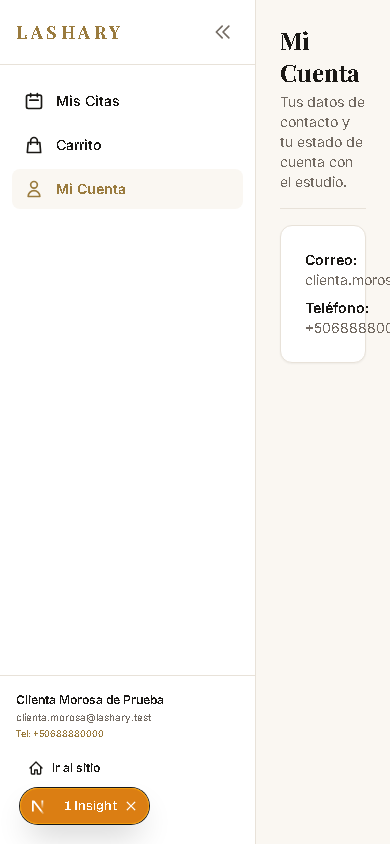 LASHARY
Mis Citas
Carrito
Mi Cuenta
Clienta Morosa de Prueba
clienta.morosa@lashary.test
Tel: +50688880000
Ir al sitio
1 Insight
Mi
Cuenta
Tus datos de
contacto y
tu estado de
cuenta con
el estudio.
Correo:
clienta.moros
Teléfono:
+506888800